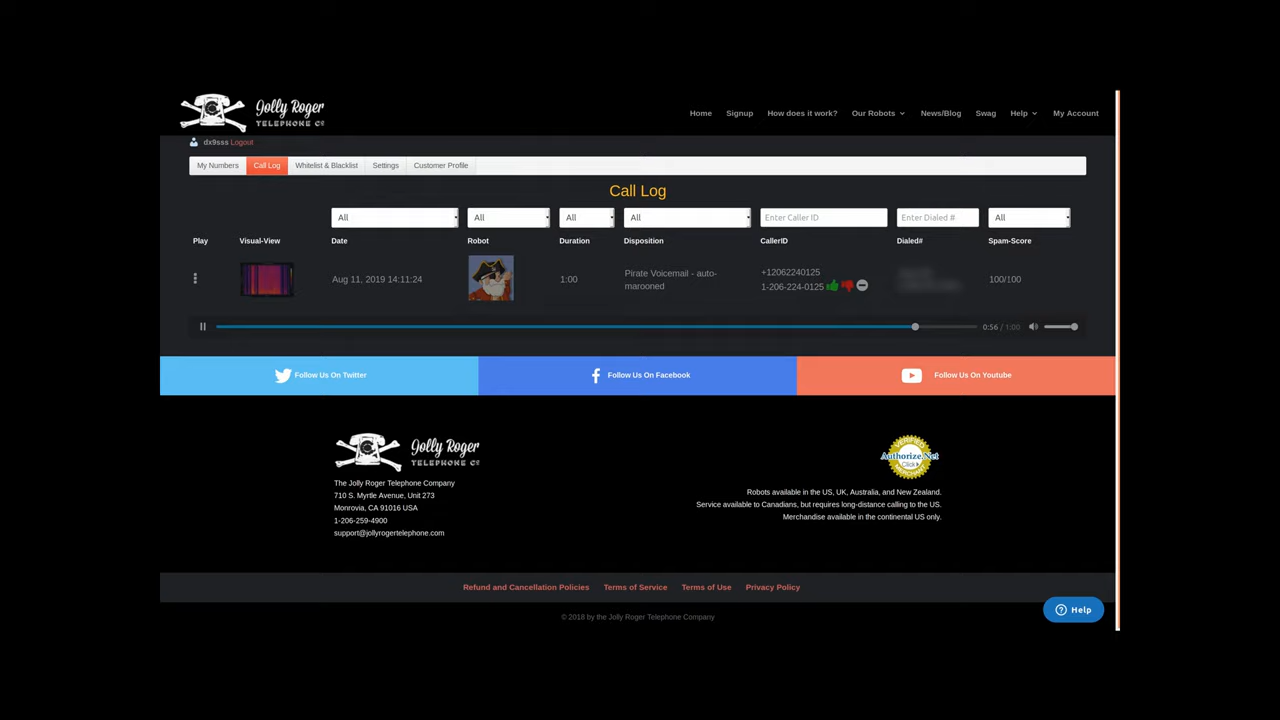 Jolly Roger
TELEPHONE Co
Home Signup How does it work? Our Robots News/Blog Swag Help My Account
dx9sss Logout
My Numbers Call Log Whitelist & Blacklist Settings Customer Profile
Call Log
All All All All Enter Caller ID Enter Dialed # All
Play Visual-View Date Robot Duration Disposition CallerID Dialed# Spam-Score
Aug 11, 2019 14:11:24 1:00 Pirate Voicemail - auto- +12062240125 100/100
marooned 1-206-224-0125
0:56 / 1:00
Follow Us On Twitter Follow Us On Facebook Follow Us On Youtube
Jolly Roger
TELEPHONE Co
The Jolly Roger Telephone Company
710 S. Myrtle Avenue, Unit 273
Monrovia, CA 91016 USA
1-206-259-4900
support@jollyrogertelephone.com
VERIFIED
Authorize.Net
Click
MERCHANT
Robots available in the US, UK, Australia, and New Zealand.
Service available to Canadians, but requires long-distance calling to the US.
Merchandise available in the continental US only.
Refund and Cancellation Policies Terms of Service Terms of Use Privacy Policy
Help
© 2018 by the Jolly Roger Telephone Company